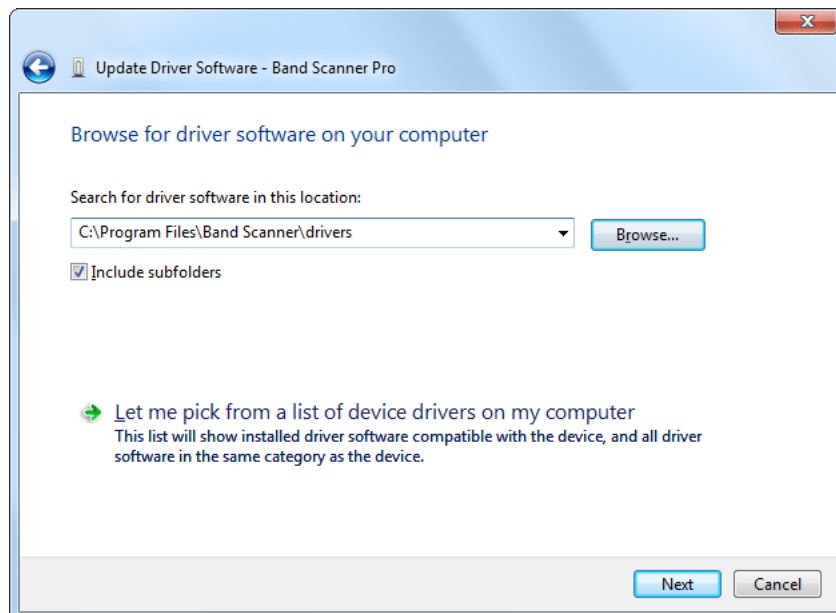 Update Driver Software - Band Scanner Pro
Browse for driver software on your computer
Search for driver software in this location:
C:\Program Files\Band Scanner\drivers
Browse...
Include subfolders
Let me pick from a list of device drivers on my computer
This list will show installed driver software compatible with the device, and all driver
software in the same category as the device.
Next
Cancel